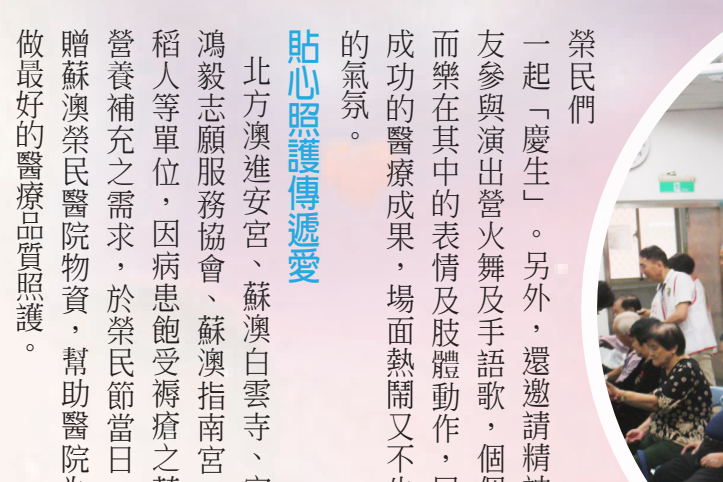 榮民們
一起「慶生」。另外，還邀請精
友參與演出營火舞及手語歌，個
而樂在其中的表情及肢體動作，
成功的醫療成果，場面熱鬧又不
的氣氛。
貼心照護傳遞愛
北方澳進安宮、蘇澳白雲寺、
鴻毅志願服務協會、蘇澳指南宮
稻人等單位，因病患飽受褥瘡之
營養補充之需求，於榮民節當日
贈蘇澳榮民醫院物資，幫助醫院
做最好的醫療品質照護。